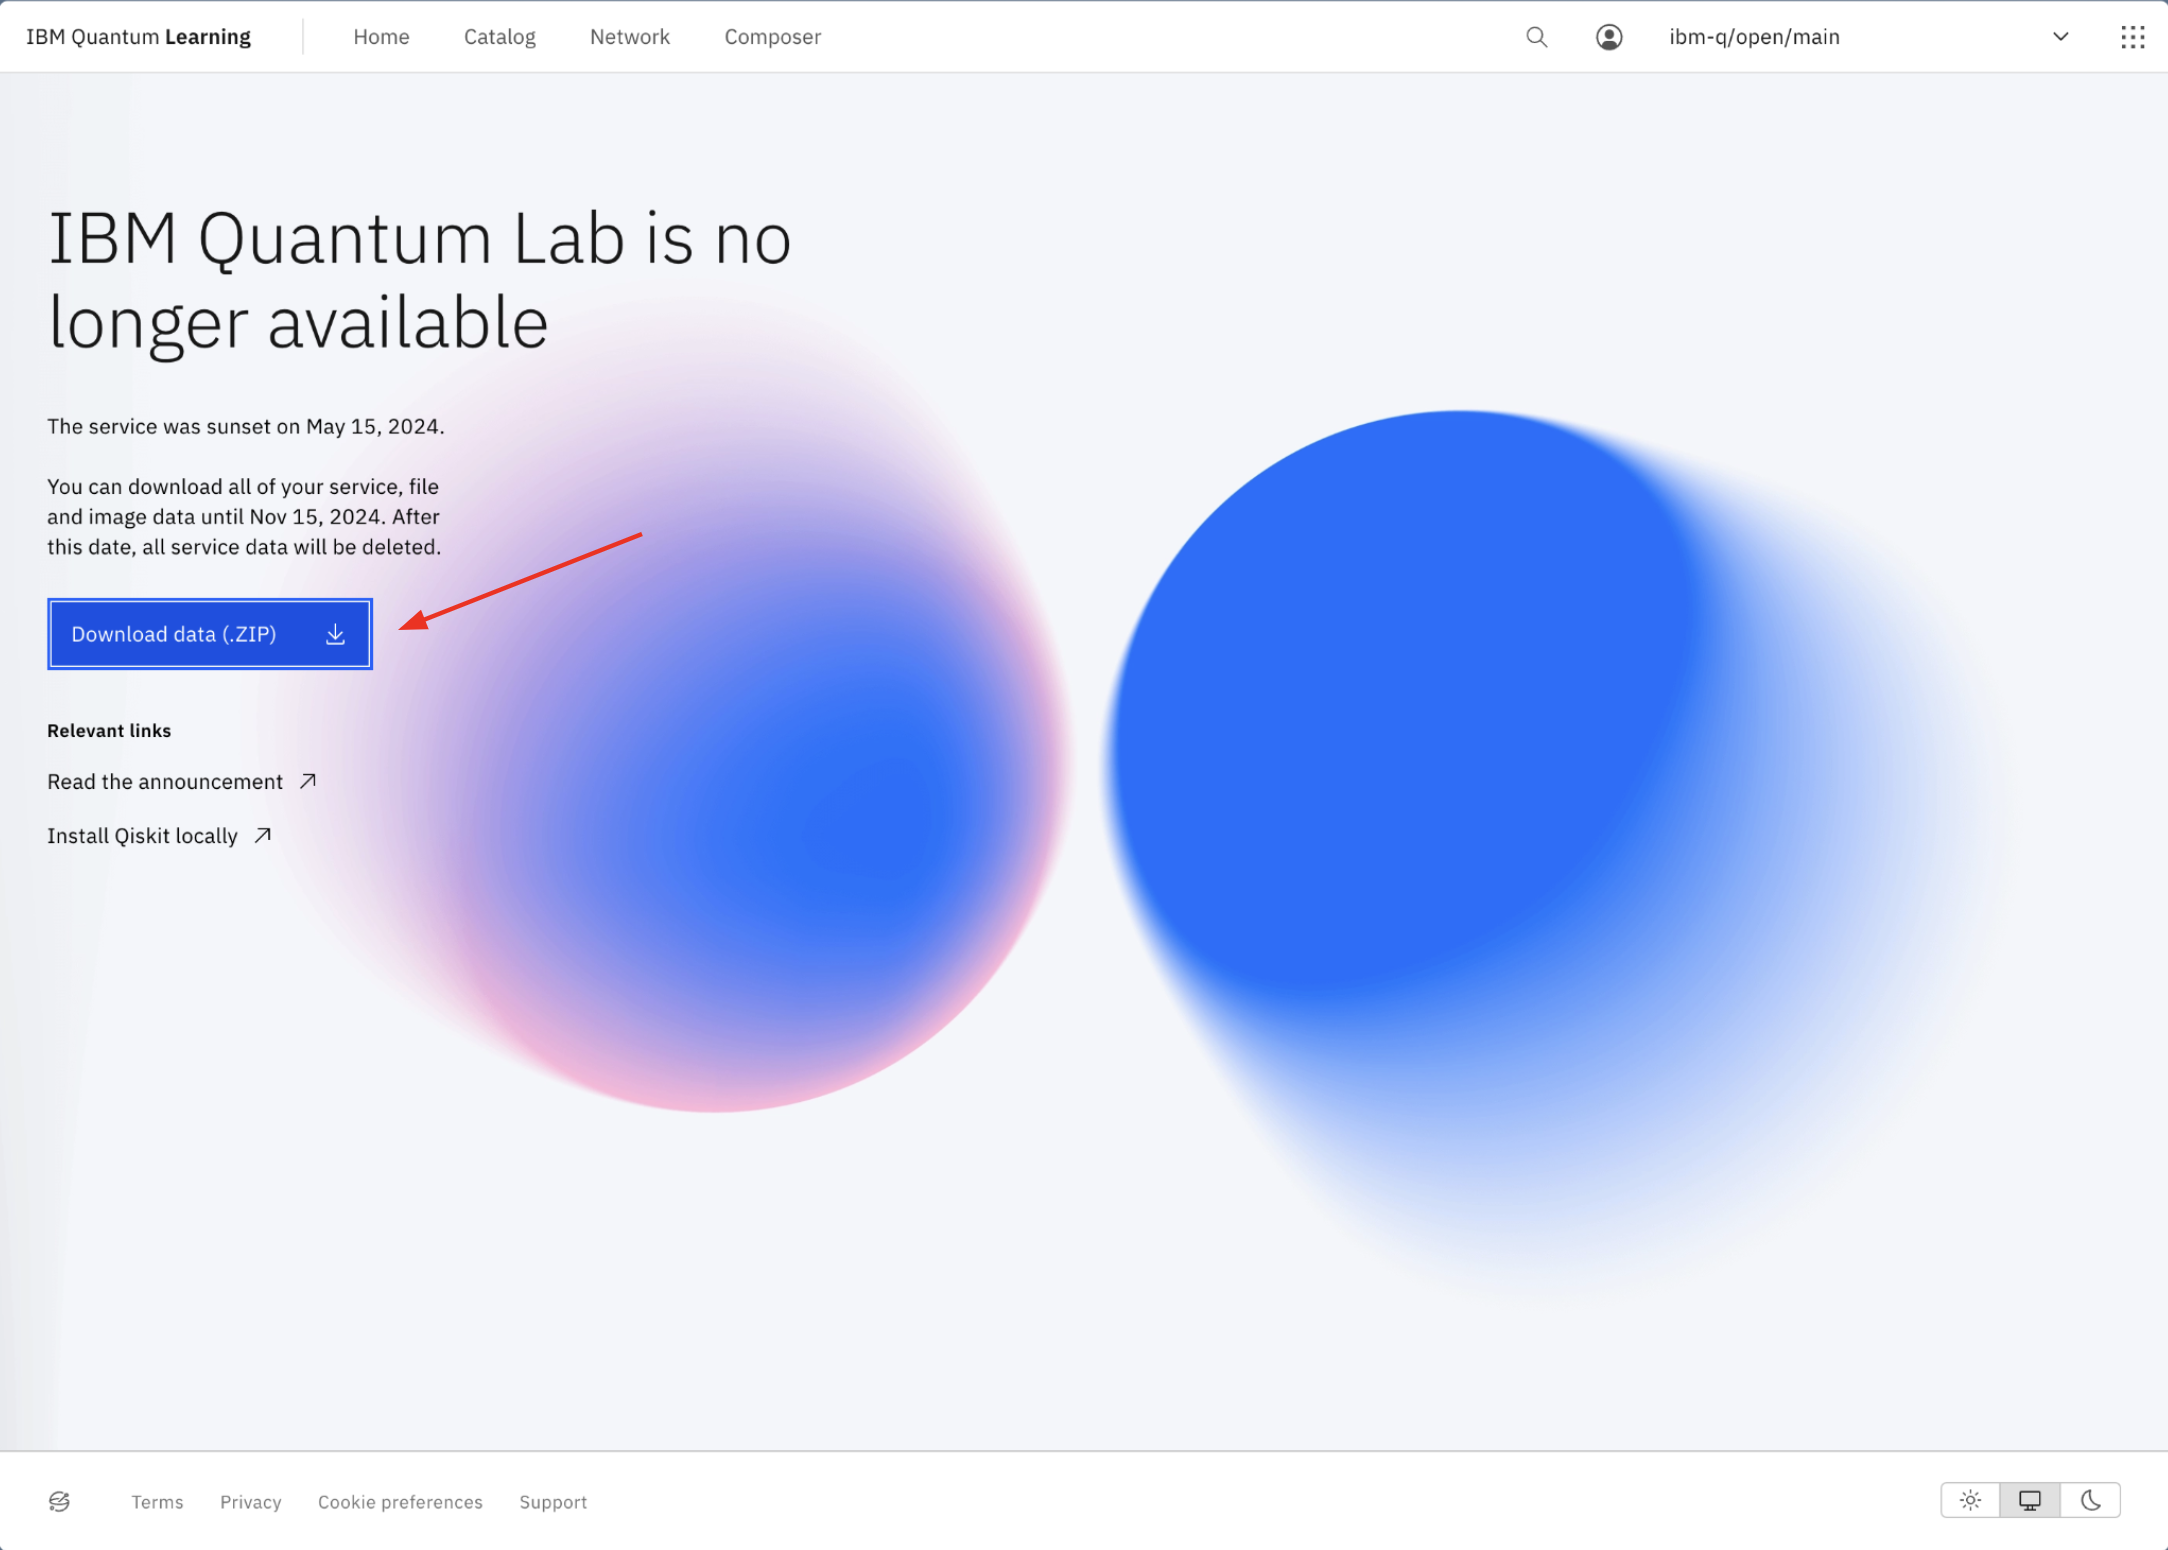 IBM Quantum Learning
Home
Catalog
Network
Composer
ibm-q/open/main
IBM Quantum Lab is no
longer available
The service was sunset on May 15, 2024.
You can download all of your service, file
and image data until Nov 15, 2024. After
this date, all service data will be deleted.
Download data (.ZIP)
Relevant links
Read the announcement
Install Qiskit locally
Terms
Privacy
Cookie preferences
Support